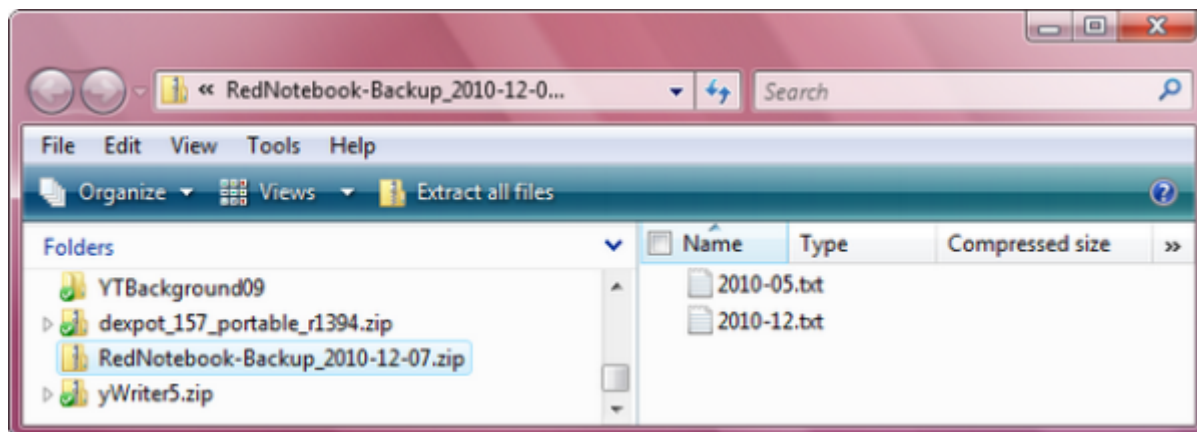 « RedNotebook-Backup_2010-12-0... Search
File Edit View Tools Help
Organize Views Extract all files
Folders Name Type Compressed size »
YTBackground09 2010-05.txt
dexpot_157_portable_r1394.zip 2010-12.txt
RedNotebook-Backup_2010-12-07.zip
yWriter5.zip